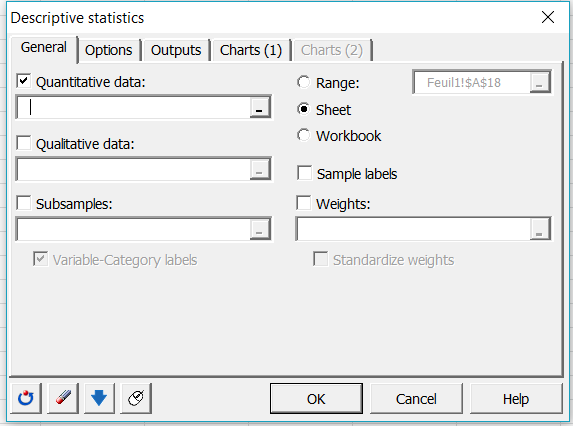 Descriptive statistics
General Options Outputs Charts (1) Charts (2)
Quantitative data:
Range: Feuil1!$A$18
Sheet
Workbook
Qualitative data:
Sample labels
Subsamples:
Weights:
Variable-Category labels
Standardize weights
OK Cancel Help